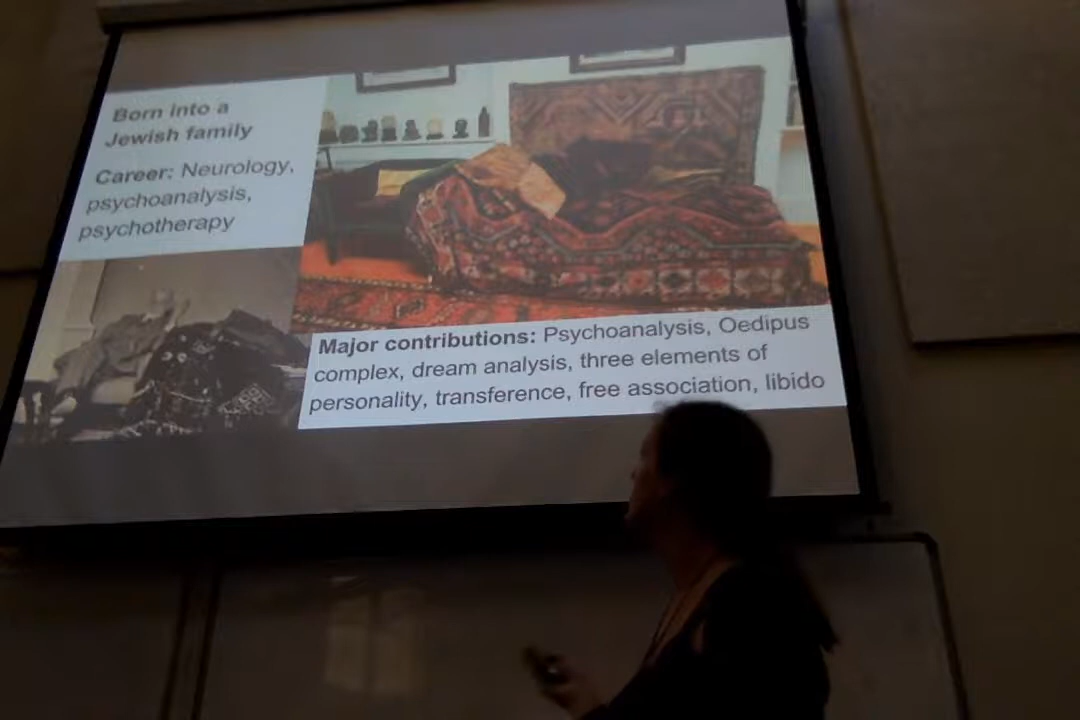 Born into a
Jewish family
Career: Neurology,
psychoanalysis,
psychotherapy
Major contributions: Psychoanalysis, Oedipus
complex, dream analysis, three elements of
personality, transference, free association, libido